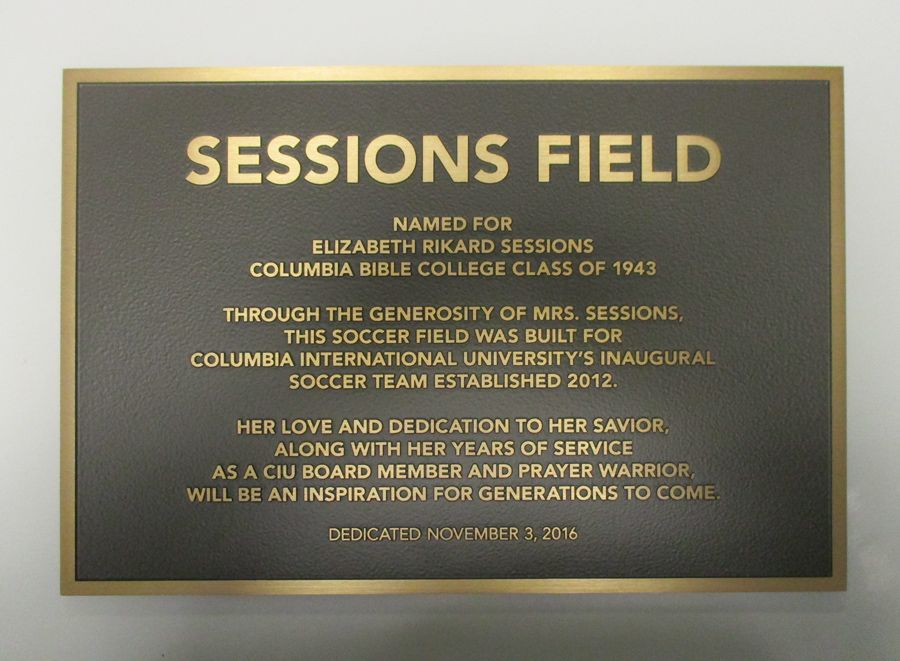 SESSIONS FIELD
NAMED FOR
ELIZABETH RIKARD SESSIONS
COLUMBIA BIBLE COLLEGE CLASS OF 1943
THROUGH THE GENEROSITY OF MRS. SESSIONS,
THIS SOCCER FIELD WAS BUILT FOR
COLUMBIA INTERNATIONAL UNIVERSITY'S INAUGURAL
SOCCER TEAM ESTABLISHED 2012.
HER LOVE AND DEDICATION TO HER SAVIOR,
ALONG WITH HER YEARS OF SERVICE
AS A CIU BOARD MEMBER AND PRAYER WARRIOR,
WILL BE AN INSPIRATION FOR GENERATIONS TO COME.
DEDICATED NOVEMBER 3, 2016